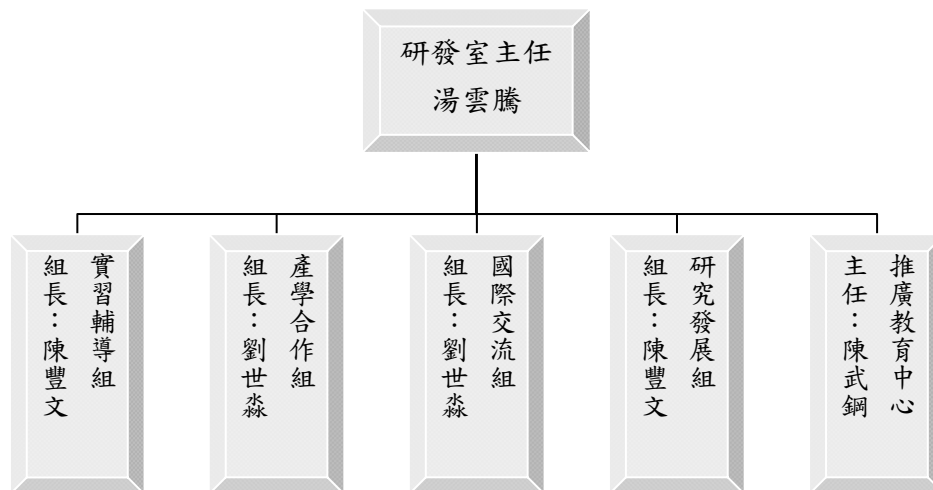 研發室主任
湯雲騰
實習輔導組
組長：陳豐文
產學合作組
組長：劉世淼
國際交流組
組長：劉世淼
研究發展組
組長：陳豐文
推廣教育中心
主任：陳武鋼